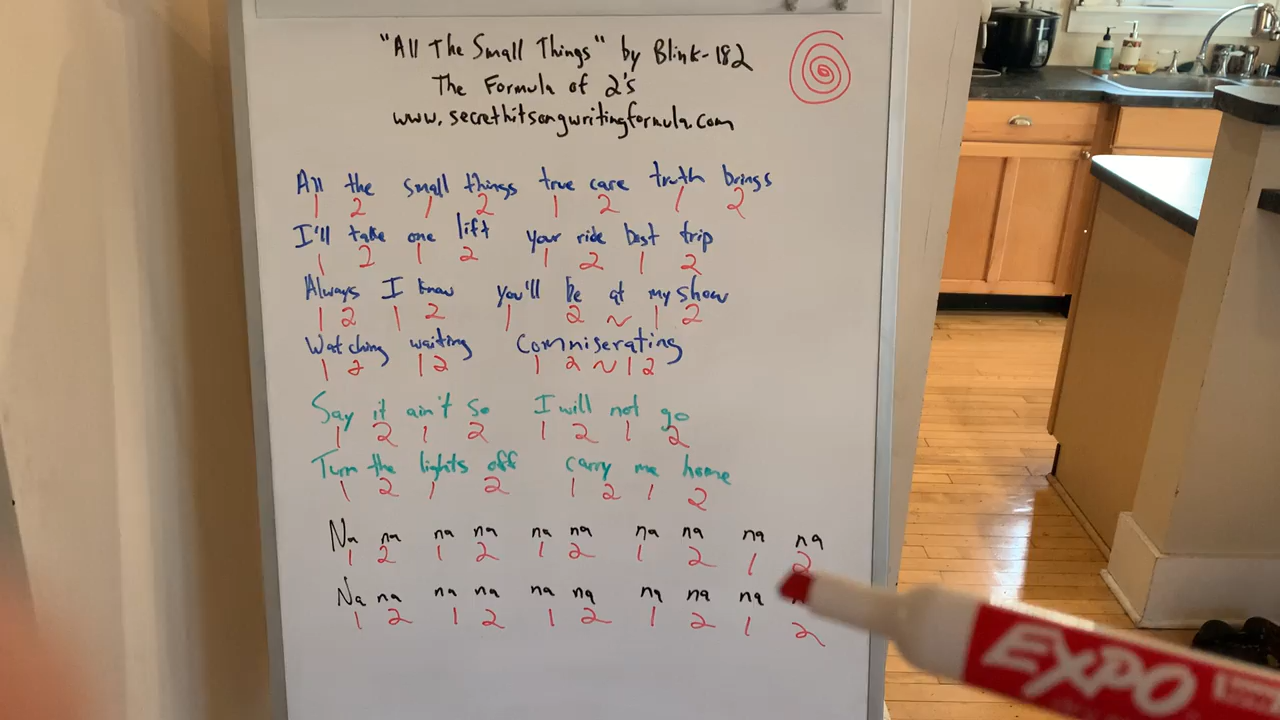 "All The Small Things" by Blink-182
The Formula of 2's
www.secrethitsongwritingformula.com
All the small things true care truth brings
1 2 1 2 1 2 1 2
I'll take one lift your ride best trip
1 2 1 2 1 2 1 2
Always I know you'll be at my show
1 2 1 2 1 2 ~ 1 2
Watching waiting Comniserating
1 2 1 2 1 2 ~ 1 2
Say it ain't so I will not go
1 2 1 2 1 2 1 2
Turn the lights off carry me home
1 2 1 2 1 2 1 2
Na na na na na na na na na na
1 2 1 2 1 2 1 2 1 2
Na na na na na na na na na
1 2 1 2 1 2 1 2 1 2
EXPO